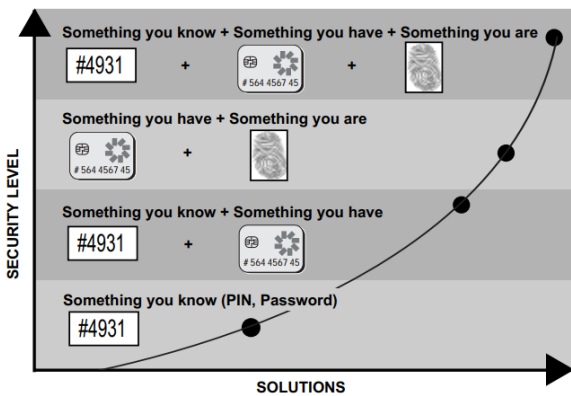 Something you know + Something you have + Something you are
#4931 + # 564 4567 45 +
Something you have + Something you are
# 564 4567 45 +
Something you know + Something you have
#4931 + # 564 4567 45
Something you know (PIN, Password)
#4931
SECURITY LEVEL
SOLUTIONS